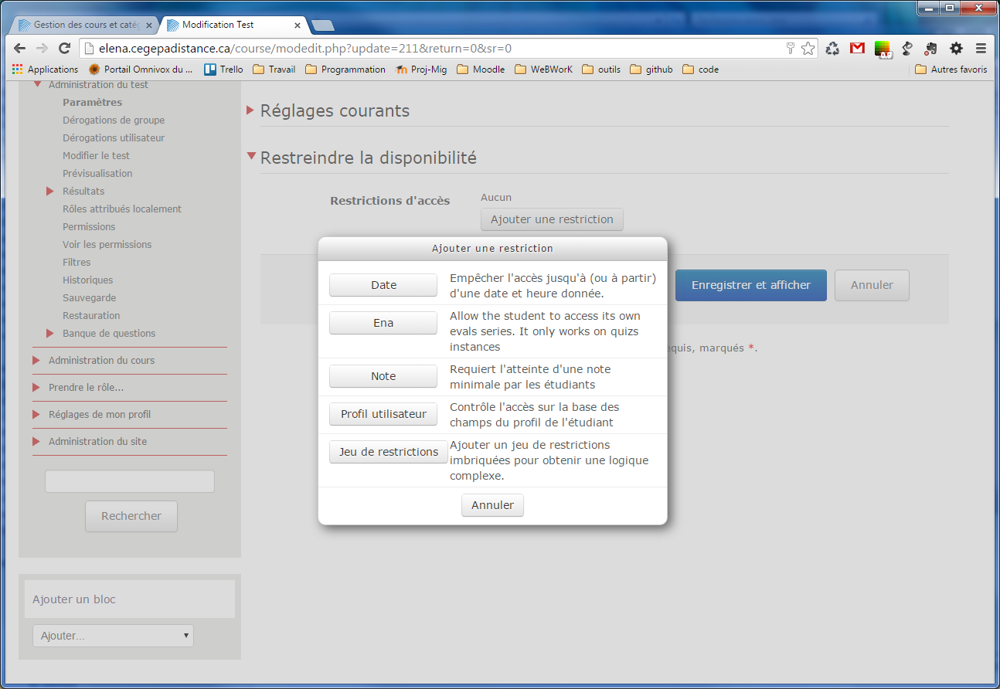 Gestion des cours et caté
Modification Test
elena.cegepadistance.ca/course/modedit.php?update=211&return=0&sr=0
Applications
Portail Omnivox du ...
Trello
Travail
Programmation
Proj-Mig
Moodle
WeBWorK
outils
github
code
Autres favoris
Administration du test
Paramètres
Dérogations de groupe
Dérogations utilisateur
Modifier le test
Prévisualisation
Résultats
Rôles attribués localement
Permissions
Voir les permissions
Filtres
Historiques
Sauvegarde
Restauration
Banque de questions
Administration du cours
Prendre le rôle...
Réglages de mon profil
Administration du site
Rechercher
Ajouter un bloc
Ajouter...
Réglages courants
Restreindre la disponibilité
Restrictions d'accès
Aucun
Ajouter une restriction
Enregistrer et afficher
Annuler
equis, marqués *.
Ajouter une restriction
Date
Empêcher l'accès jusqu'à (ou à partir)
d'une date et heure donnée.
Ena
Allow the student to access its own
evals series. It only works on quizs
instances
Note
Requiert l'atteinte d'une note
minimale par les étudiants
Profil utilisateur
Contrôle l'accès sur la base des
champs du profil de l'étudiant
Jeu de restrictions
Ajouter un jeu de restrictions
imbriquées pour obtenir une logique
complexe.
Annuler